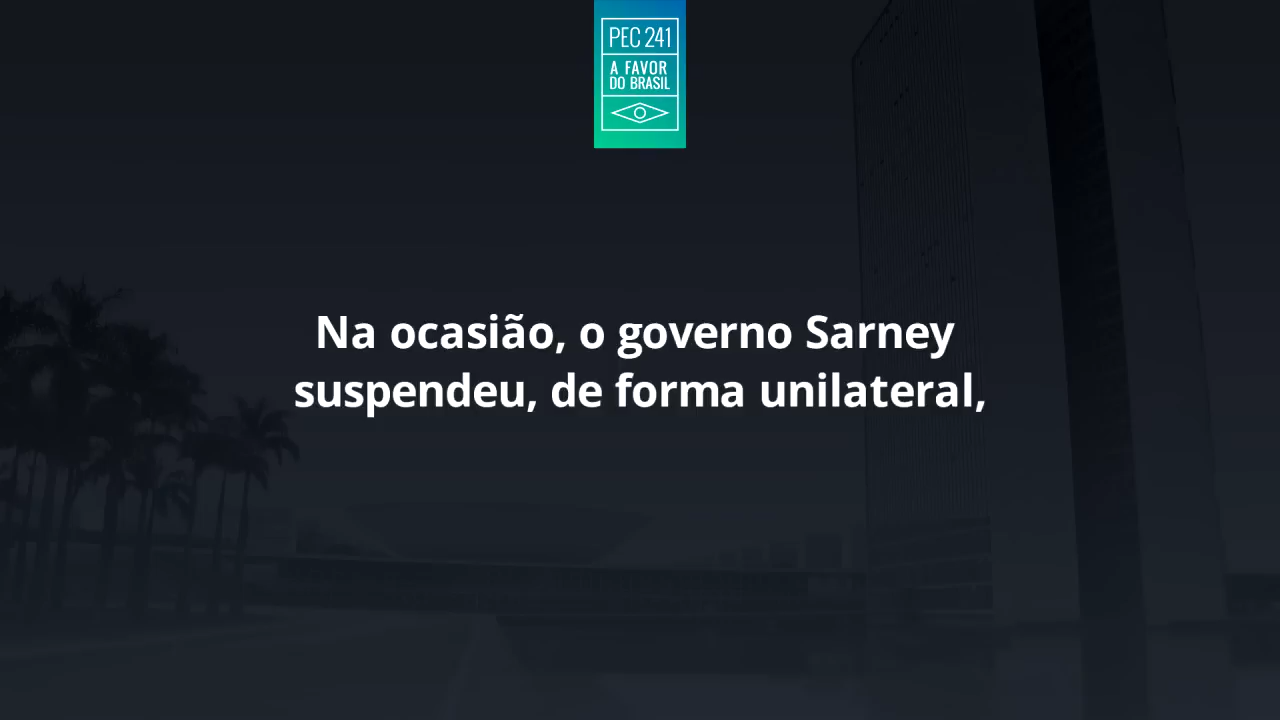 PEC 241
A FAVOR
DO BRASIL
Na ocasião, o governo Sarney
suspendeu, de forma unilateral,